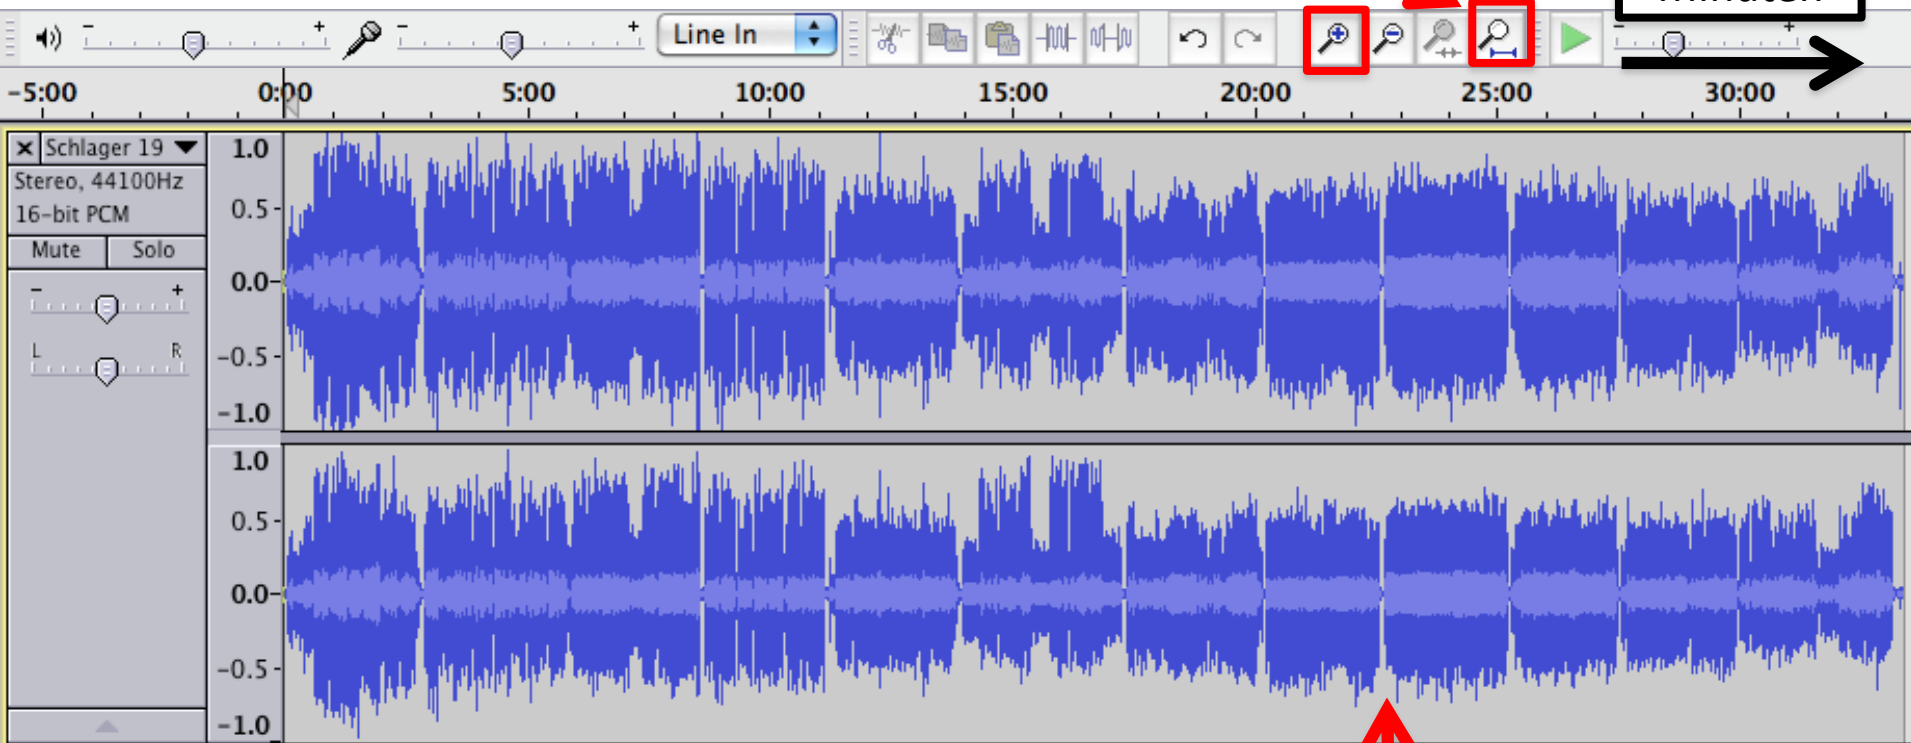 Line In
-5:00 0:00 5:00 10:00 15:00 20:00 25:00 30:00
Schlager 19
Stereo, 44100Hz
16-bit PCM
Mute Solo
- +
L R
1.0
0.5
0.0
-0.5
-1.0
1.0
0.5
0.0
-0.5
-1.0